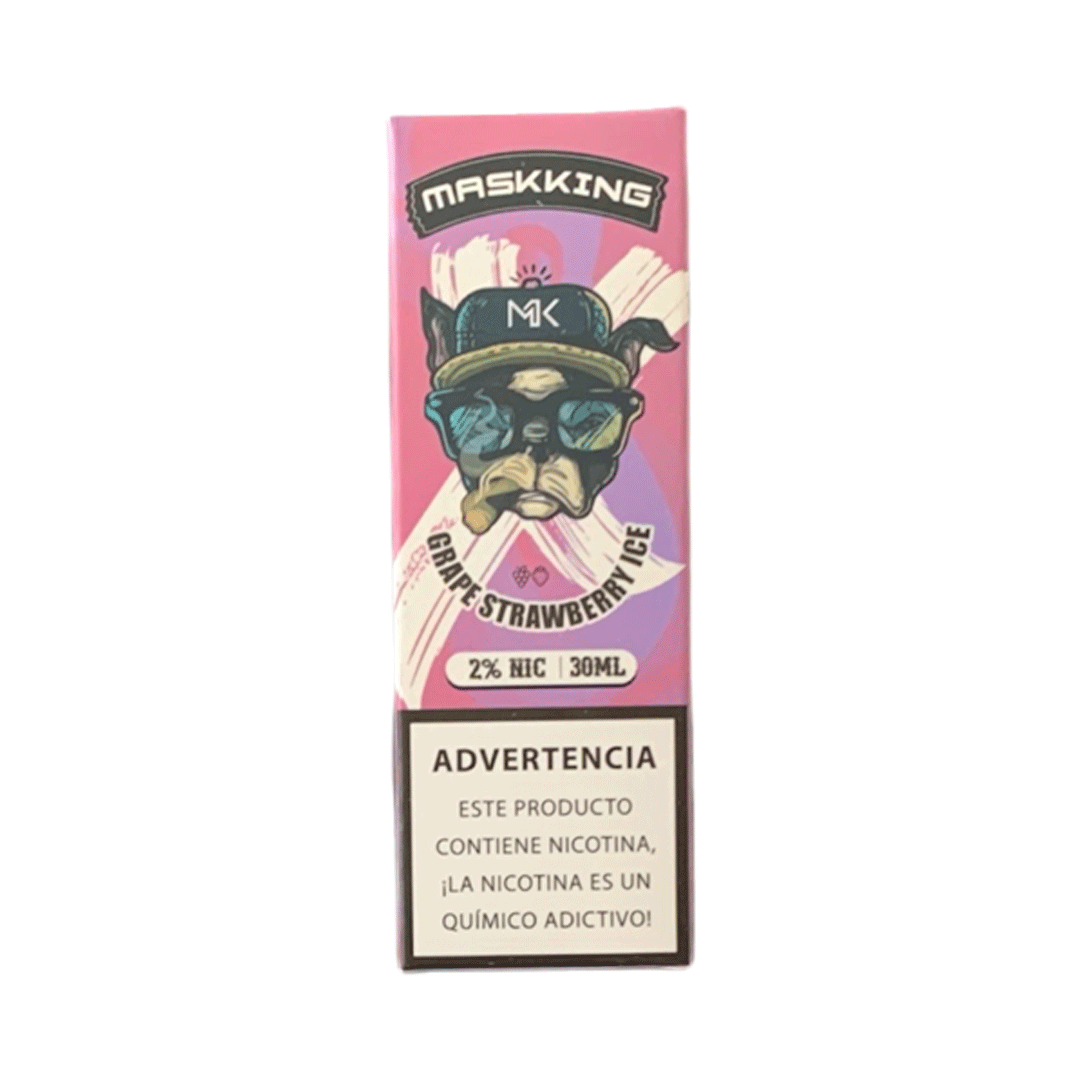 MASKKING
MK
GRAPE STRAWBERRY ICE
2% NIC | 30ML
ADVERTENCIA
ESTE PRODUCTO
CONTIENE NICOTINA,
¡LA NICOTINA ES UN
QUÍMICO ADICTIVO!